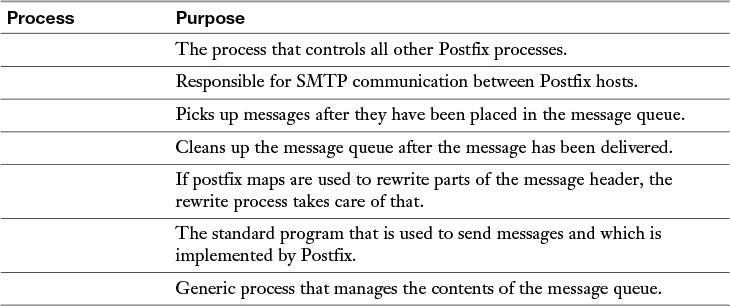 Process Purpose
The process that controls all other Postfix processes.
Responsible for SMTP communication between Postfix hosts.
Picks up messages after they have been placed in the message queue.
Cleans up the message queue after the message has been delivered.
If postfix maps are used to rewrite parts of the message header, the
rewrite process takes care of that.
The standard program that is used to send messages and which is
implemented by Postfix.
Generic process that manages the contents of the message queue.